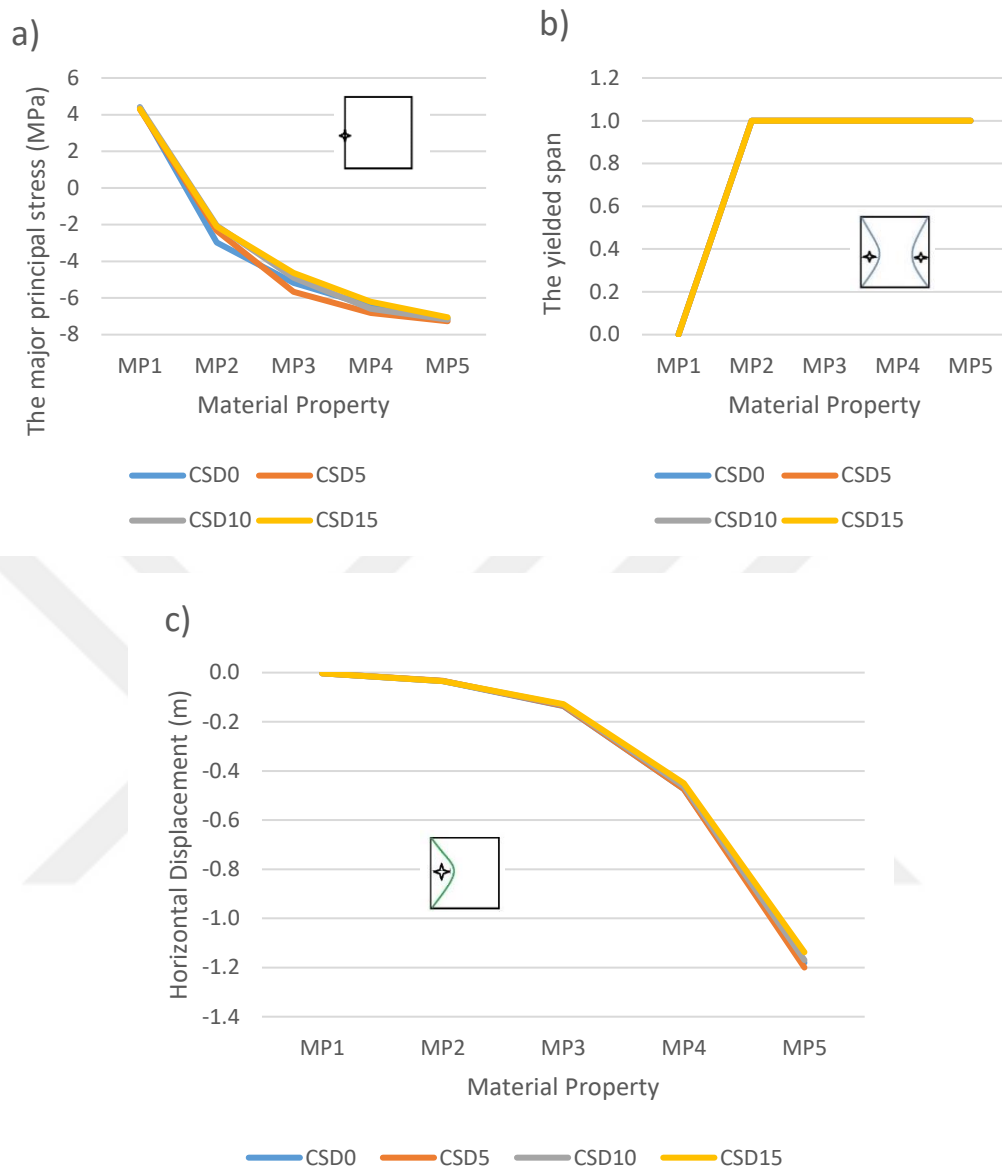 a)
The major principal stress (MPa)
6
4
2
0
-2
-4
-6
-8
MP1 MP2 MP3 MP4 MP5
Material Property
CSD0 CSD5
CSD10 CSD15
b)
The yielded span
1.2
1.0
0.8
0.6
0.4
0.2
0.0
MP1 MP2 MP3 MP4 MP5
Material Property
CSD0 CSD5
CSD10 CSD15
c)
Horizontal Displacement (m)
0.0
-0.2
-0.4
-0.6
-0.8
-1.0
-1.2
-1.4
MP1 MP2 MP3 MP4 MP5
Material Property
CSD0 CSD5 CSD10 CSD15